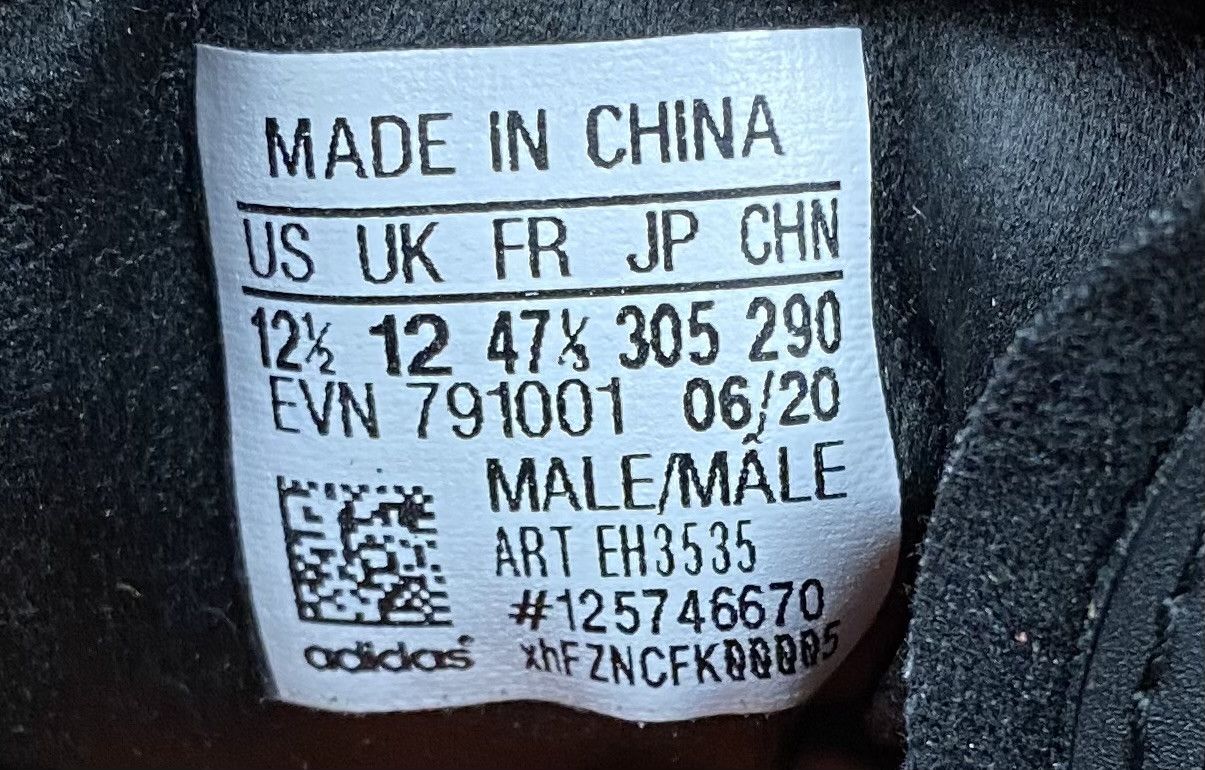 MADE IN CHINA
US UK FR JP CHN
12½ 12 47⅓ 305 290
EVN 791001 06/20
MALE/MÂLE
ART EH3535
#125746670
adidas xhFZNCFK00005